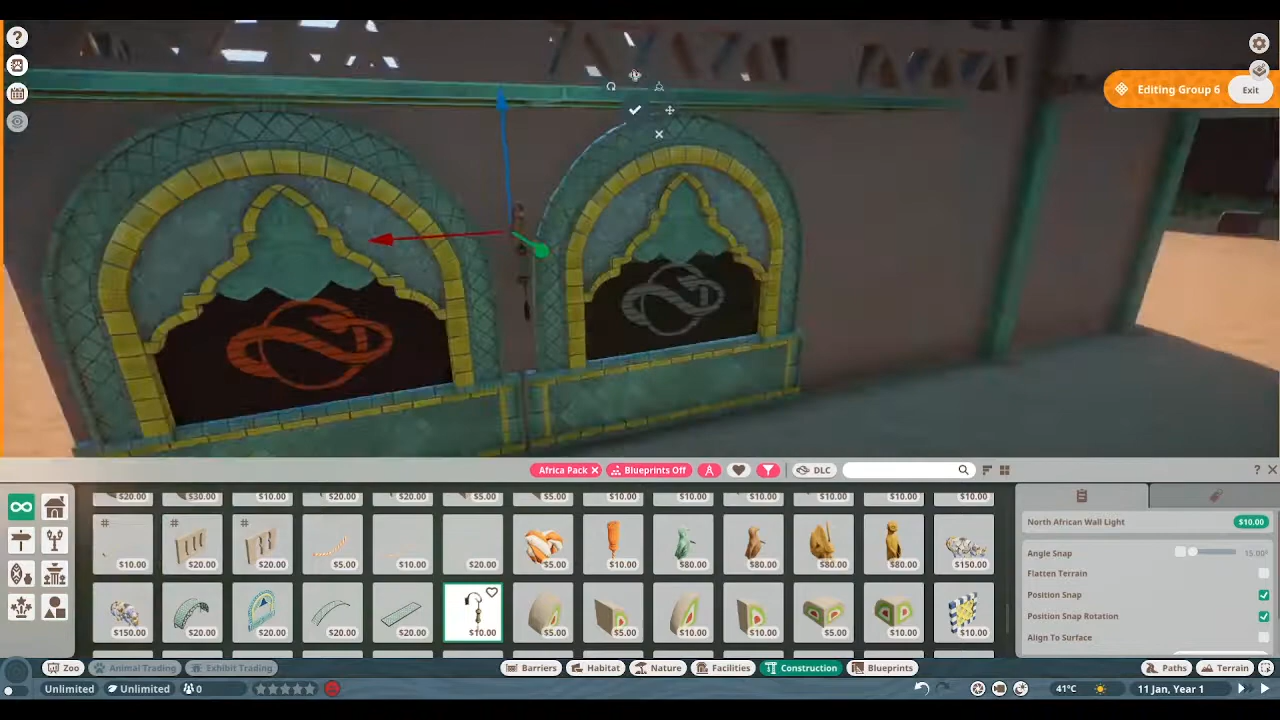 ?
Editing Group 6
Exit
Africa Pack
Blueprints Off
DLC
?
$20.00
$30.00
$10.00
$20.00
$20.00
$5.00
$5.00
$10.00
$10.00
$10.00
$10.00
$10.00
$10.00
$10.00
$20.00
$20.00
$5.00
$10.00
$20.00
$5.00
$10.00
$80.00
$80.00
$80.00
$80.00
$150.00
$150.00
$20.00
$20.00
$20.00
$20.00
$10.00
$5.00
$5.00
$10.00
$10.00
$5.00
$10.00
$10.00
North African Wall Light
$10.00
Angle Snap
15.00°
Flatten Terrain
Position Snap
Position Snap Rotation
Align To Surface
Zoo
Animal Trading
Exhibit Trading
Barriers
Habitat
Nature
Facilities
Construction
Blueprints
Paths
Terrain
Unlimited
Unlimited
0
41°C
11 Jan, Year 1